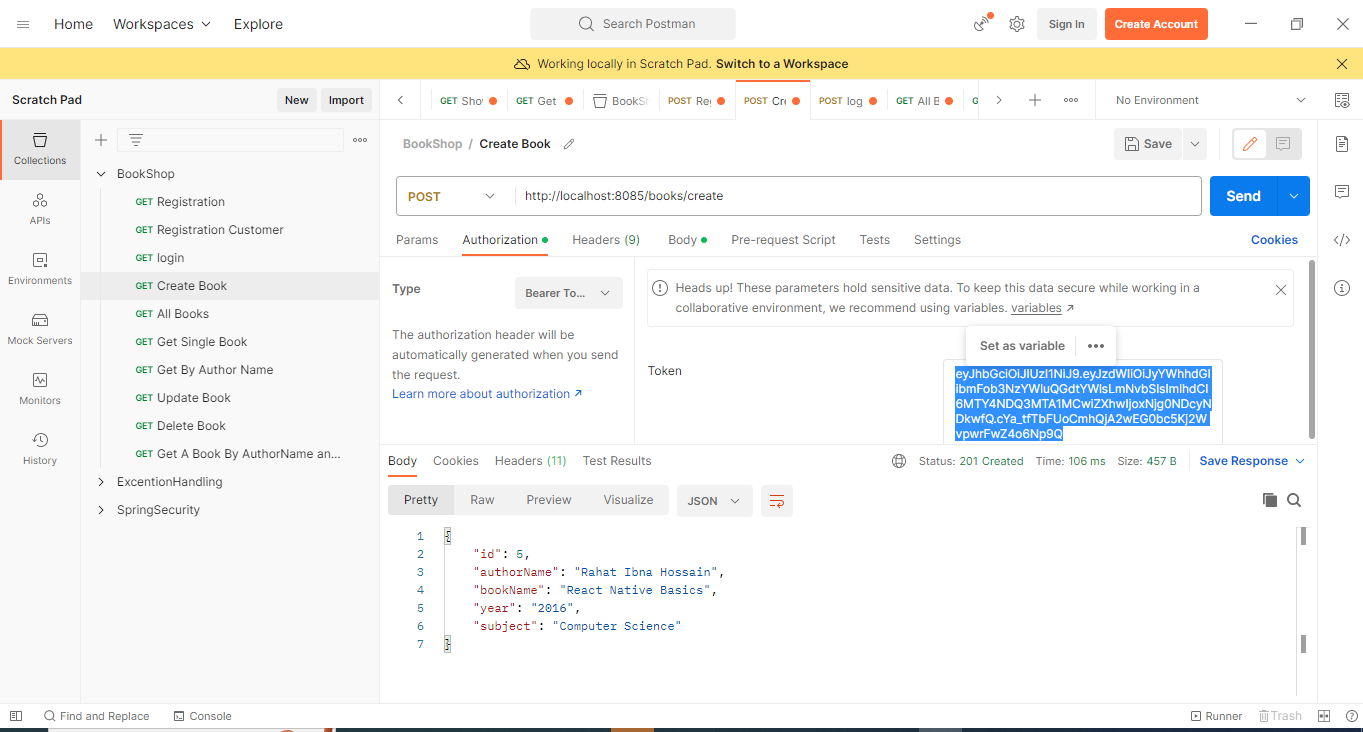 Home Workspaces Explore Search Postman Sign In Create Account
Working locally in Scratch Pad. Switch to a Workspace
Scratch Pad New Import
GET Sho GET Get BookSh POST Re POST Cr POST log GET All B G No Environment
Collections
APIs
Environments
Mock Servers
Monitors
History
BookShop
GET Registration
GET Registration Customer
GET login
GET Create Book
GET All Books
GET Get Single Book
GET Get By Author Name
GET Update Book
GET Delete Book
GET Get A Book By AuthorName an...
ExcentionHandling
SpringSecurity
BookShop / Create Book Save
POST http://localhost:8085/books/create Send
Params Authorization Headers (9) Body Pre-request Script Tests Settings Cookies
Type Bearer To...
The authorization header will be
automatically generated when you send
the request.
Learn more about authorization ↗
Heads up! These parameters hold sensitive data. To keep this data secure while working in a
collaborative environment, we recommend using variables. variables ↗
Set as variable
Token
Body Cookies Headers (11) Test Results Status: 201 Created Time: 106 ms Size: 457 B Save Response
Pretty Raw Preview Visualize JSON
1 {
2 "id": 5,
3 "authorName": "Rahat Ibna Hossain",
4 "bookName": "React Native Basics",
5 "year": "2016",
6 "subject": "Computer Science"
7 }
Find and Replace Console Runner Trash